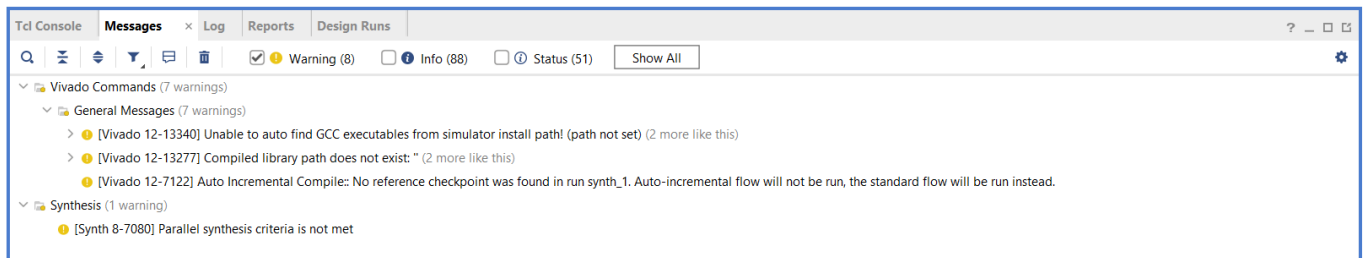 Tcl Console Messages × Log Reports Design Runs ?
Warning (8) Info (88) Status (51) Show All
Vivado Commands (7 warnings)
General Messages (7 warnings)
[Vivado 12-13340] Unable to auto find GCC executables from simulator install path! (path not set) (2 more like this)
[Vivado 12-13277] Compiled library path does not exist: '' (2 more like this)
[Vivado 12-7122] Auto Incremental Compile:: No reference checkpoint was found in run synth_1. Auto-incremental flow will not be run, the standard flow will be run instead.
Synthesis (1 warning)
[Synth 8-7080] Parallel synthesis criteria is not met